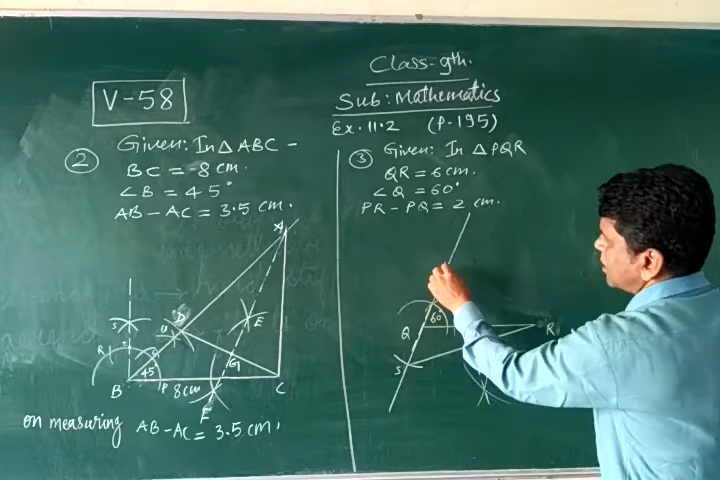 Class-9th.
V-58
Sub: Mathematics
Ex. 11.2 (P. 195)
② Given: In △ ABC -
BC = 8 cm.
∠B = 45°
AB - AC = 3.5 cm.
A
D
U
E
S
t
R
45°
G
B
P
8cm
C
F
on measuring AB - AC = 3.5 cm.
③ Given: In △ PQR
QR = 6 cm.
∠Q = 60°
PR - PQ = 2 cm.
60°
Q
R
S